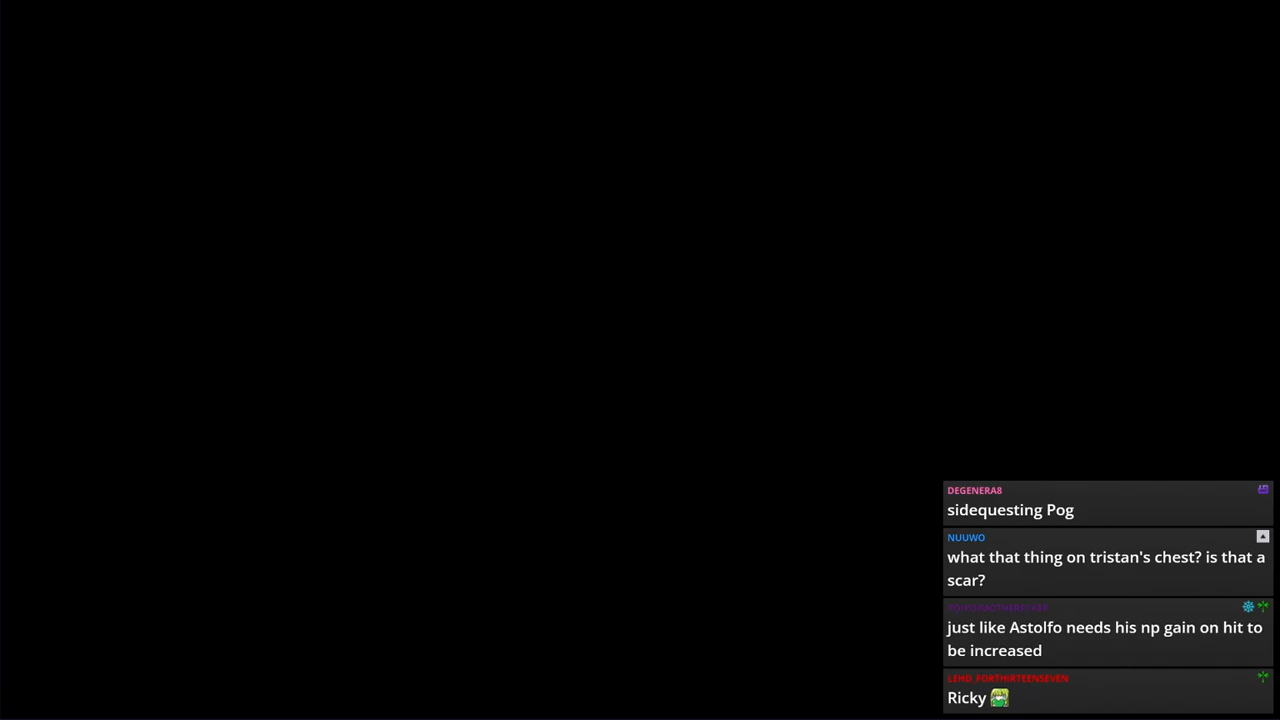 DEGENERA8
sidequesting Pog
NUUWO
what that thing on tristan's chest? is that a
scar?
just like Astolfo needs his np gain on hit to
be increased
LEHD_FORTHIRTEENSEVEN
Ricky